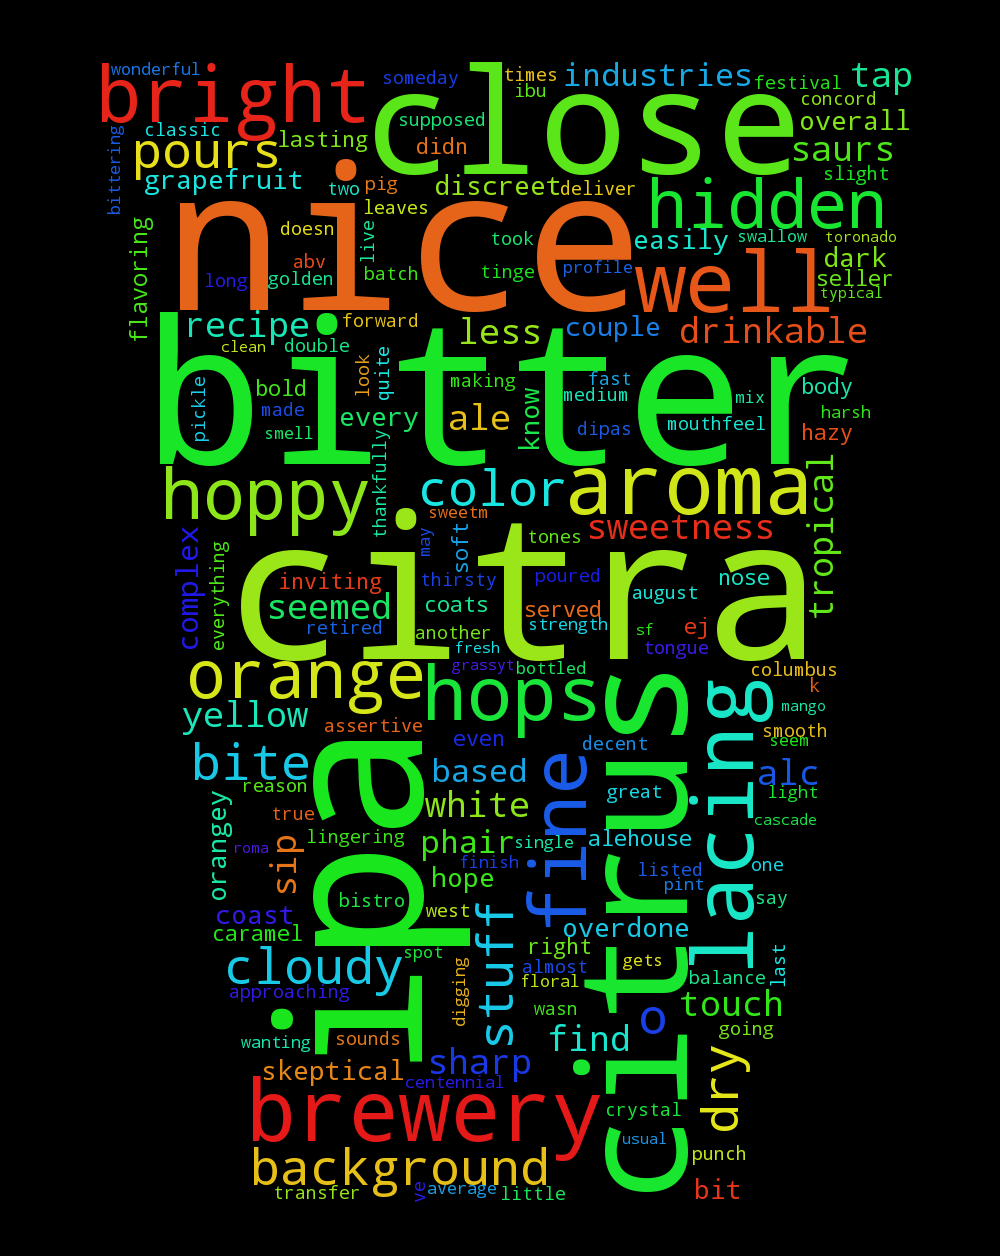 wonderful
someday
times
industries
festival
tap
bright
close
ibu
concord
supposed
overall
bittering
classic
lasting
didn
pours
saurs
grapefruit
two
pig
discreet
deliver
slight
hidden
nice
leaves
flavoring
doesn
live
took
easily
swallow
toronado
abv
long
golden
batch
tinge
profile
well
dark
seller
typical
recipe
forward
less
couple
drinkable
clean
double
bitter
look
quite
making
fast
medium
mix
body
pickle
bold
made
smell
every
ale
know
dipas
mouthfeel
harsh
hazy
thankfully
hoppy
color
aroma
tropical
sweetm
sweetness
citra
complex
everything
may
soft
tones
inviting
thirsty
poured
nose
seemed
coats
served
august
retired
another
strength
sf
ej
fresh
tongue
orange
grassyt
bottled
columbus
k
hops
citrus
lacing
mango
yellow
assertive
smooth
even
decent
seem
bite
ipa
based
fine
alc
reason
great
light
orangey
true
white
cascade
sip
lingering
phair
single
alehouse
roma
finish
listed
one
hope
pint
bistro
say
coast
west
stuff
overdone
caramel
right
spot
cloudy
almost
gets
last
digging
floral
balance
approaching
wasn
o
touch
wanting
sounds
find
going
skeptical
sharp
dry
centennial
brewery
crystal
usual
punch
background
transfer
ve
average
little
bit